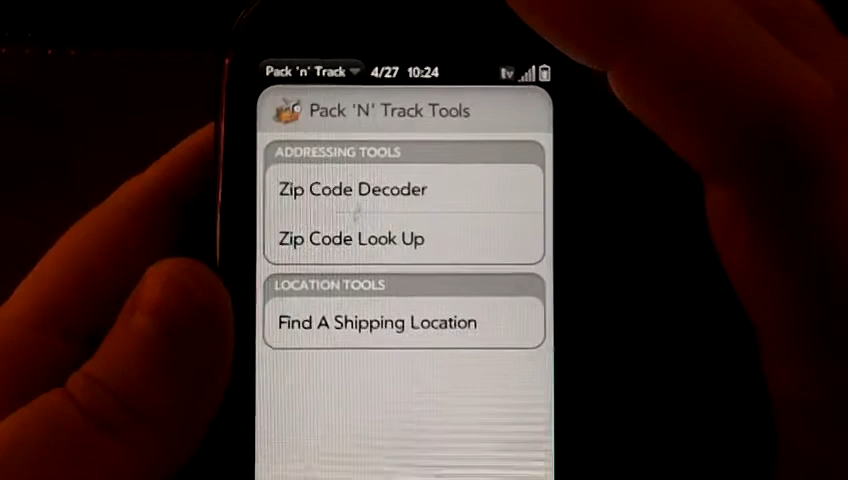 Pack 'n' Track 4/27 10:24
Pack 'N' Track Tools
ADDRESSING TOOLS
Zip Code Decoder
Zip Code Look Up
LOCATION TOOLS
Find A Shipping Location